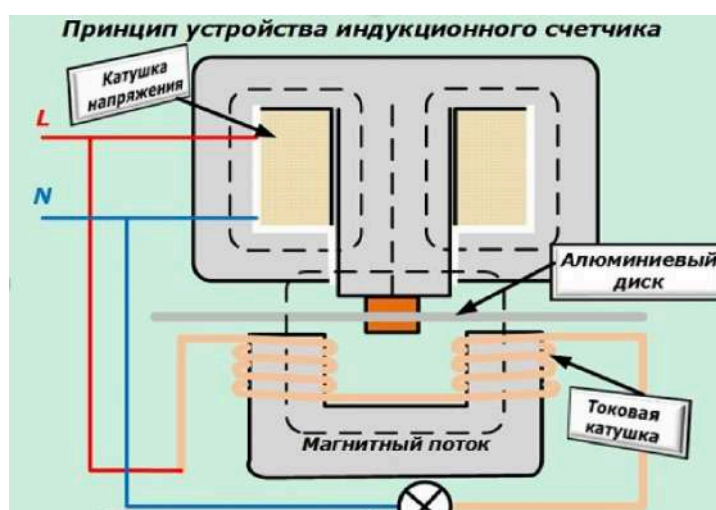 Принцип устройства индукционного счетчика
Катушка
напряжения
L
N
Алюминиевый
диск
Токовая
катушка
Магнитный поток